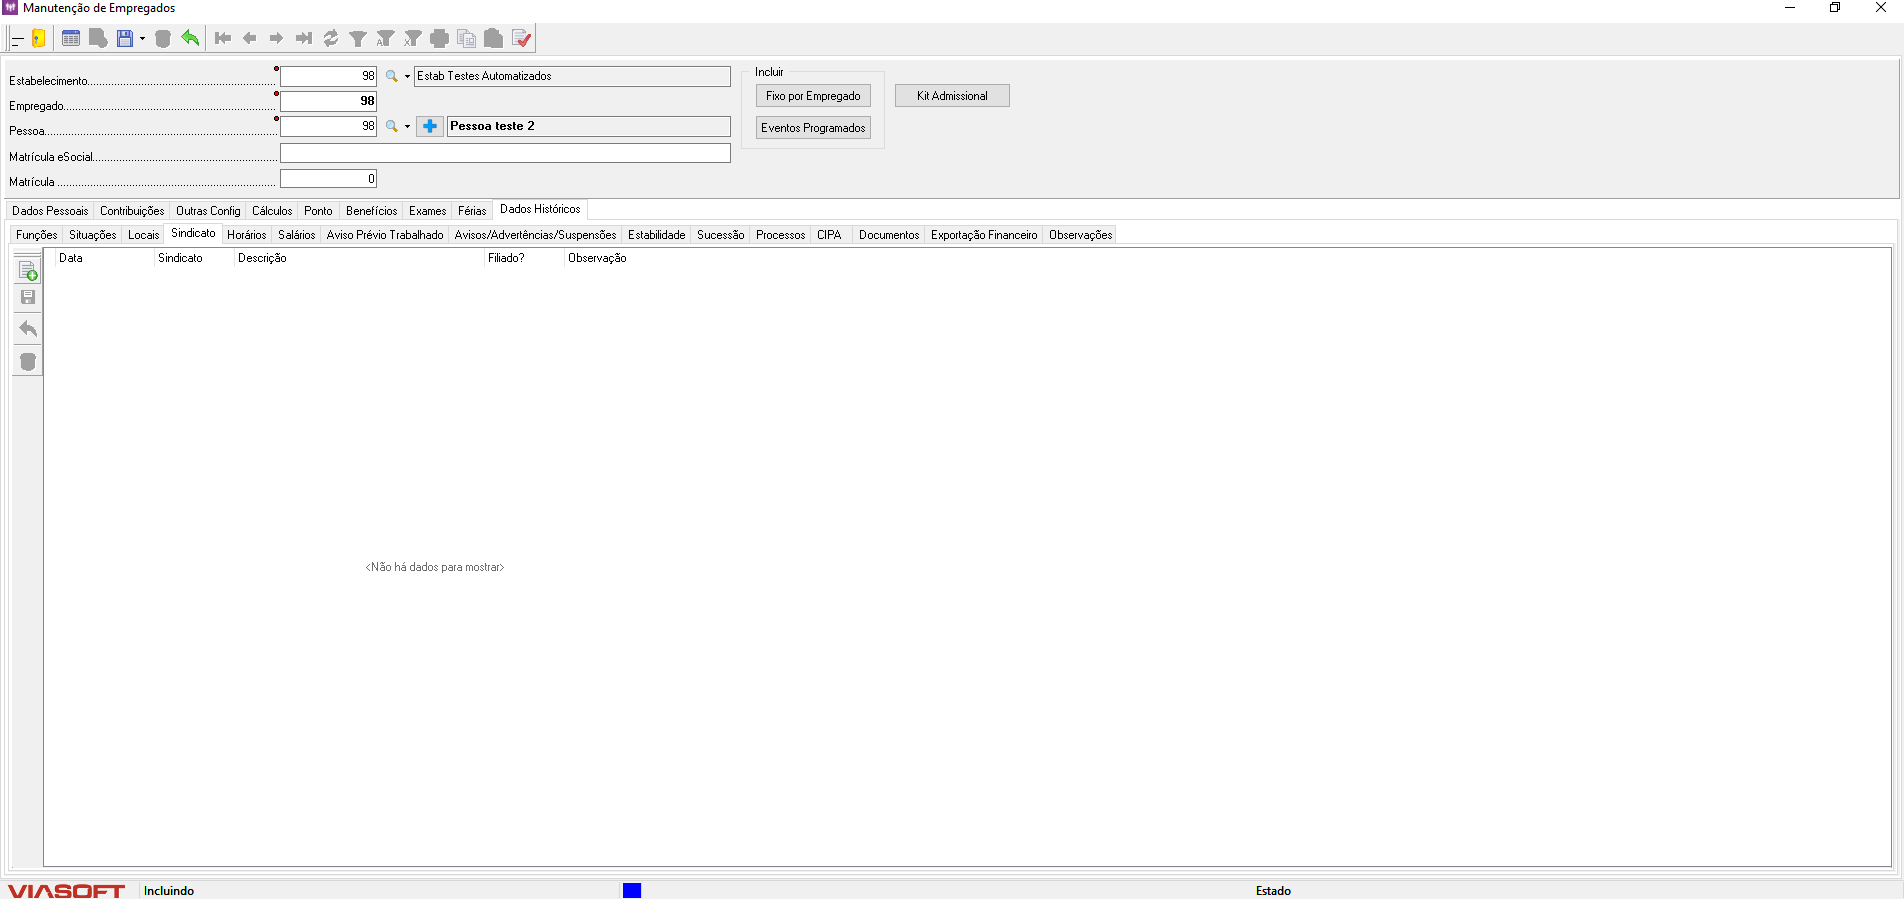 Manutenção de Empregados
Estabelecimento 98 Estab Testes Automatizados
Empregado 98
Pessoa 98 Pessoa teste 2
Matrícula eSocial
Matrícula 0
Incluir
Fixo por Empregado
Eventos Programados
Kit Admissional
Dados Pessoais Contribuições Outras Config Cálculos Ponto Benefícios Exames Férias Dados Históricos
Funções Situações Locais Sindicato Horários Salários Aviso Prévio Trabalhado Avisos/Advertências/Suspensões Estabilidade Sucessão Processos CIPA Documentos Exportação Financeiro Observações
Data Sindicato Descrição Filiado? Observação
<Não há dados para mostrar>
VIASOFT Incluindo Estado